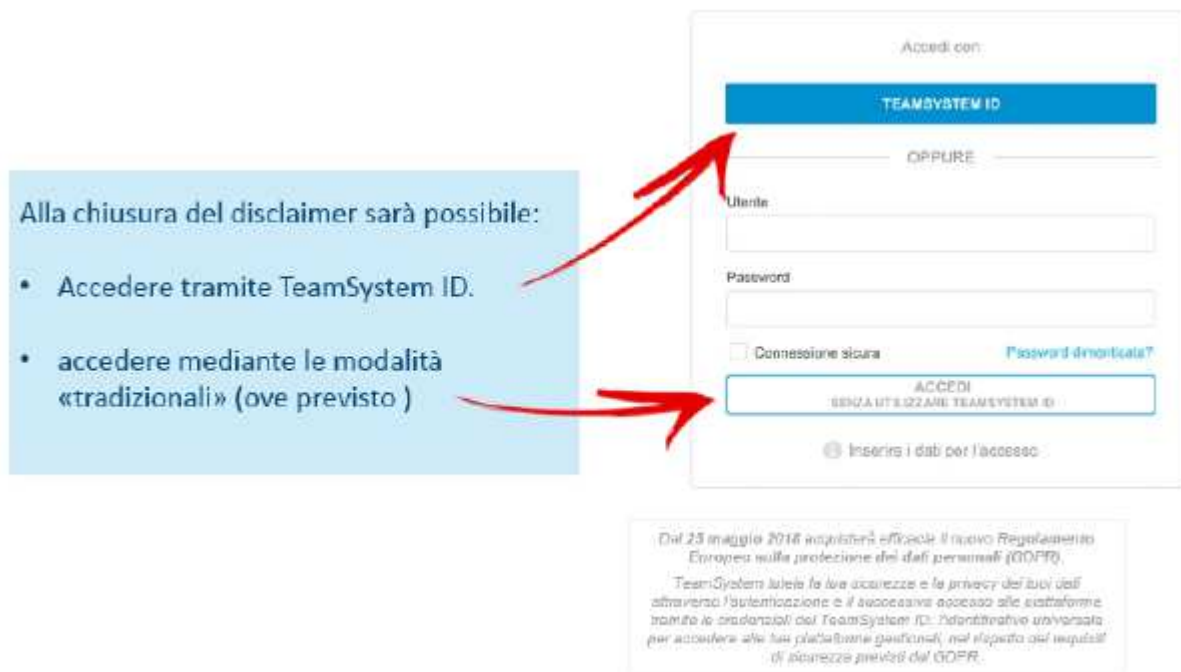 Alla chiusura del disclaimer sarà possibile:
• Accedere tramite TeamSystem ID.
• accedere mediante le modalità
«tradizionali» (ove previsto )
Accedi con
TEAMSYSTEM ID
OPPURE
Utente
Password
Connessione sicura
Password dimenticata?
ACCEDI
SENZA UTILIZZARE TEAMSYSTEM ID
Inserire i dati per l'accesso
Dal 25 maggio 2018 acquisterà efficacia il nuovo Regolamento
Europeo sulla protezione dei dati personali (GDPR).
TeamSystem tutela la tua sicurezza e la privacy dei tuoi dati
attraverso l'autenticazione e il successivo accesso alle piattaforme
tramite le credenziali del TeamSystem ID: l'identificativo universale
per accedere alle tue piattaforme gestionali, nel rispetto dei requisiti
di sicurezza previsti dal GDPR.